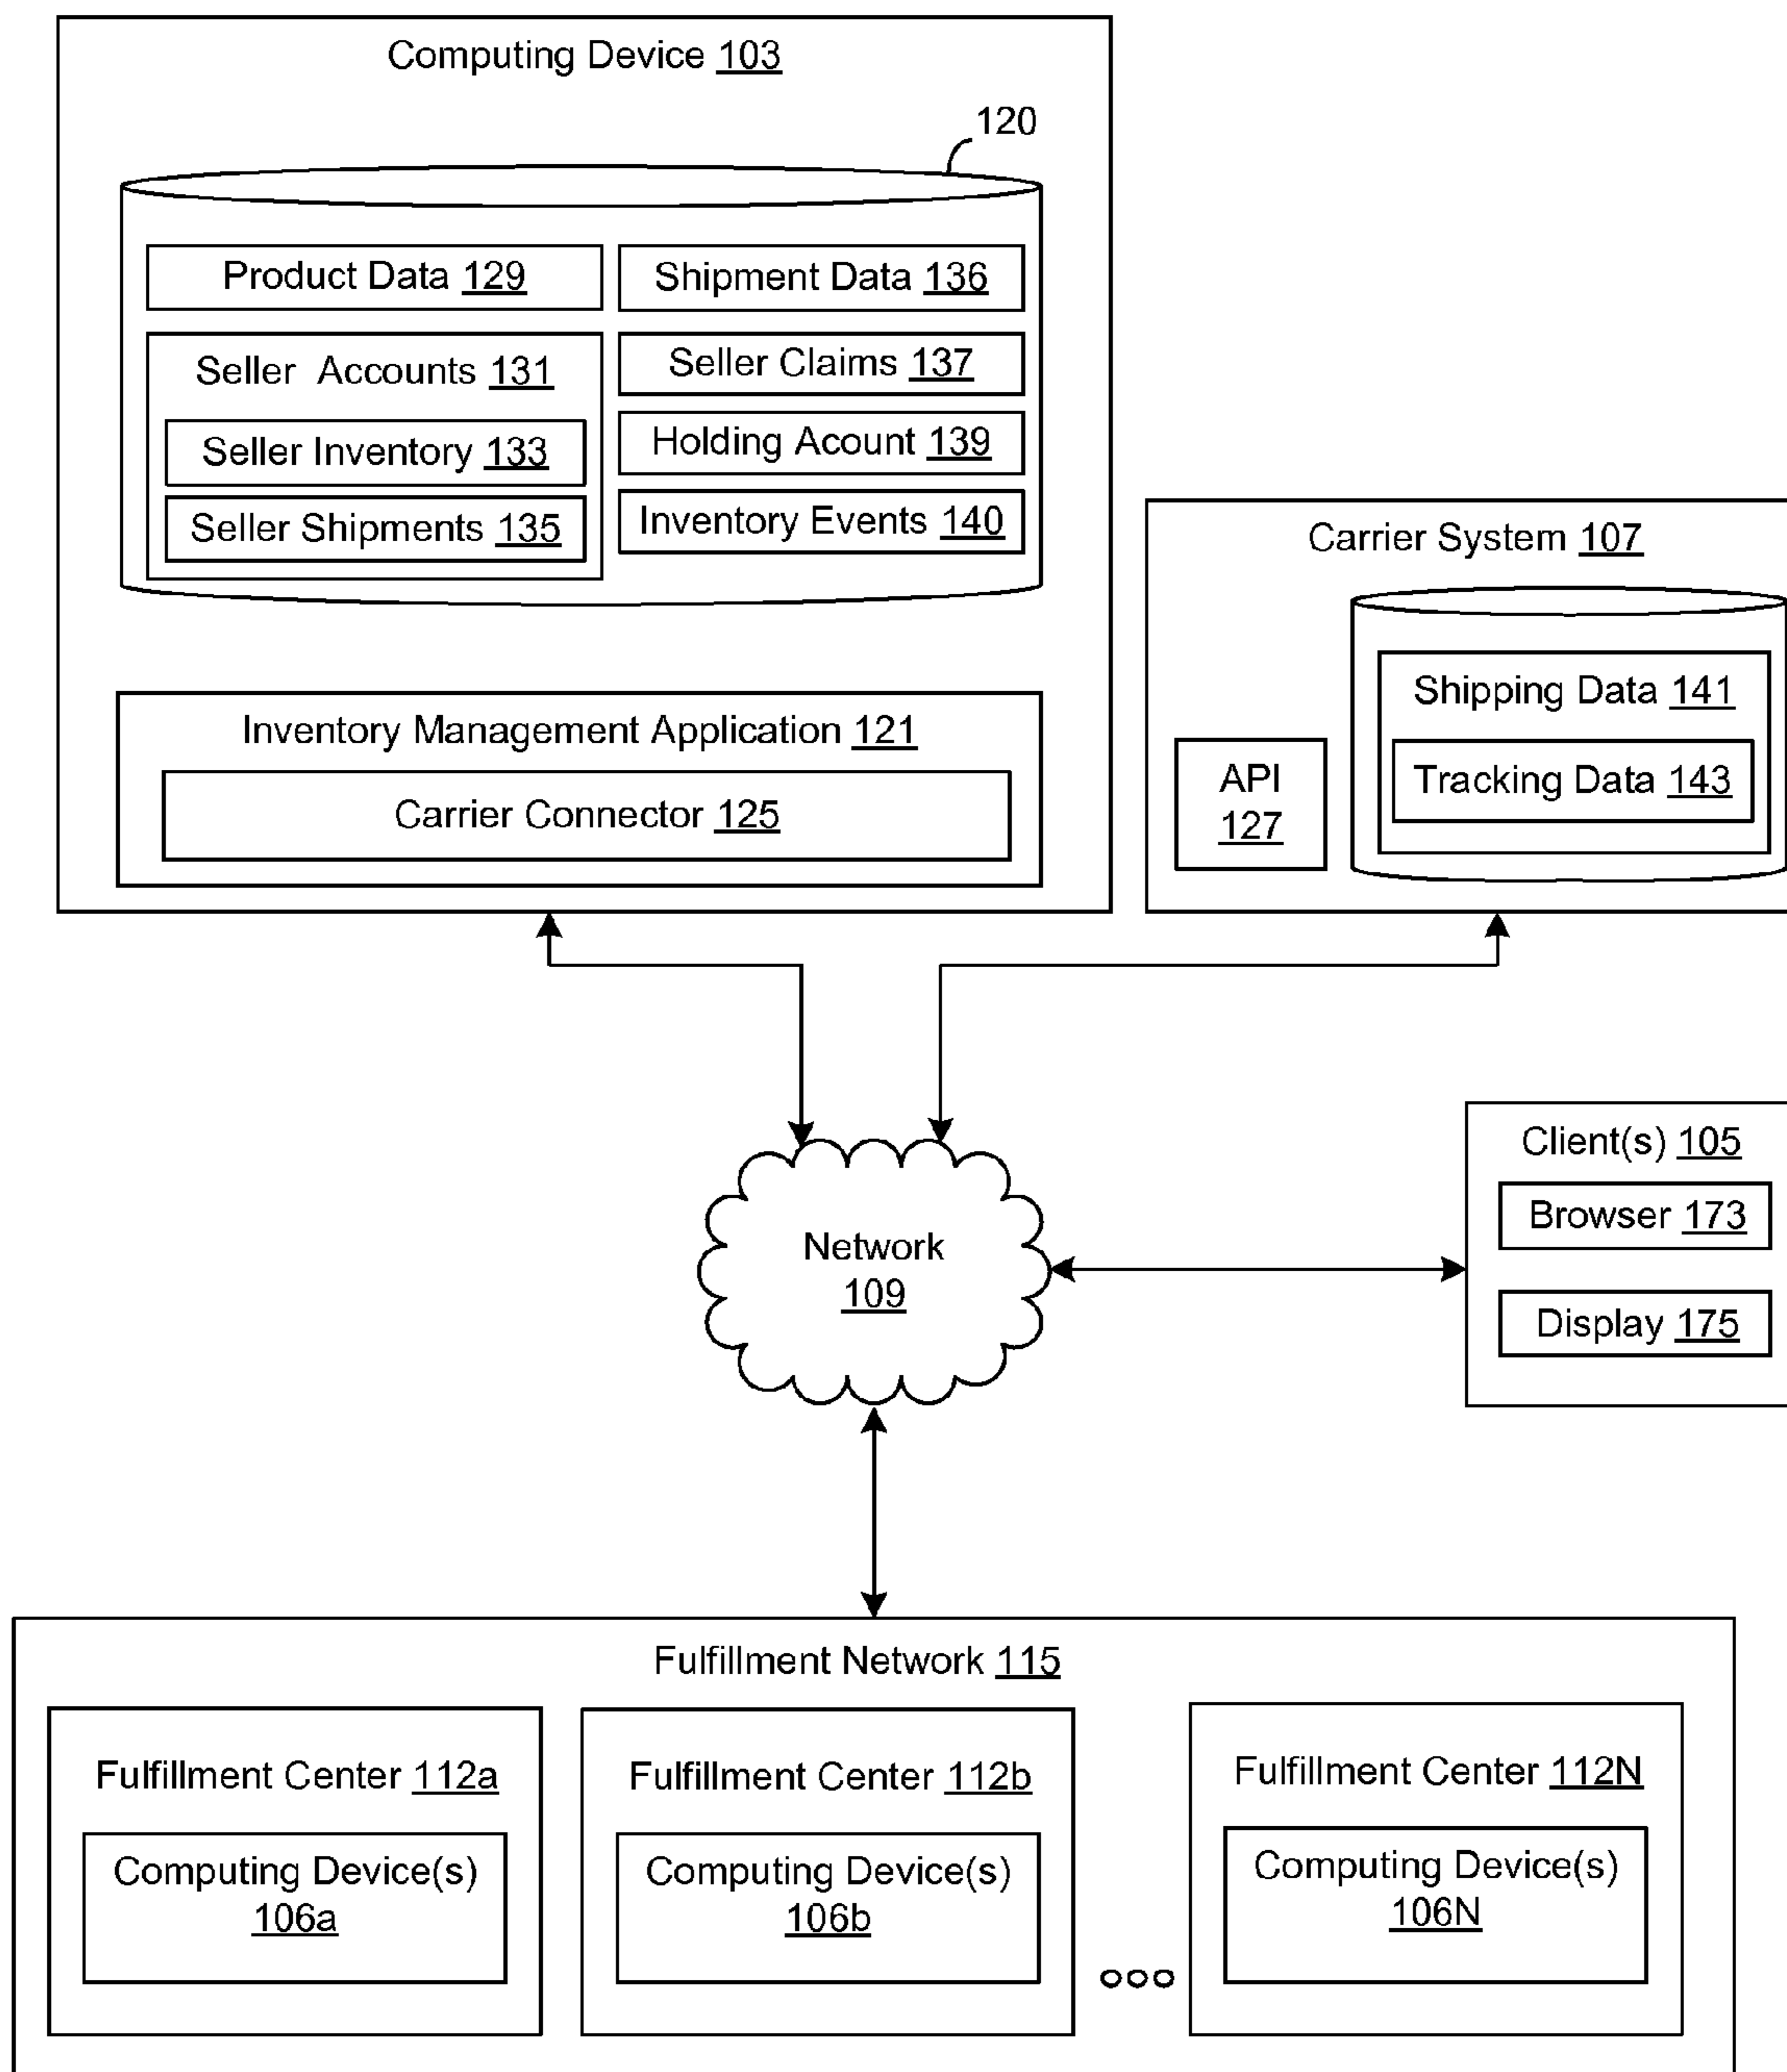 Computing Device 103
120
Product Data 129
Shipment Data 136
Seller Accounts 131
Seller Claims 137
Seller Inventory 133
Holding Acount 139
Seller Shipments 135
Inventory Events 140
Inventory Management Application 121
Carrier Connector 125
Carrier System 107
Shipping Data 141
API
127
Tracking Data 143
Network
109
Client(s) 105
Browser 173
Display 175
Fulfillment Network 115
Fulfillment Center 112a
Computing Device(s)
106a
Fulfillment Center 112b
Computing Device(s)
106b
Fulfillment Center 112N
Computing Device(s)
106N